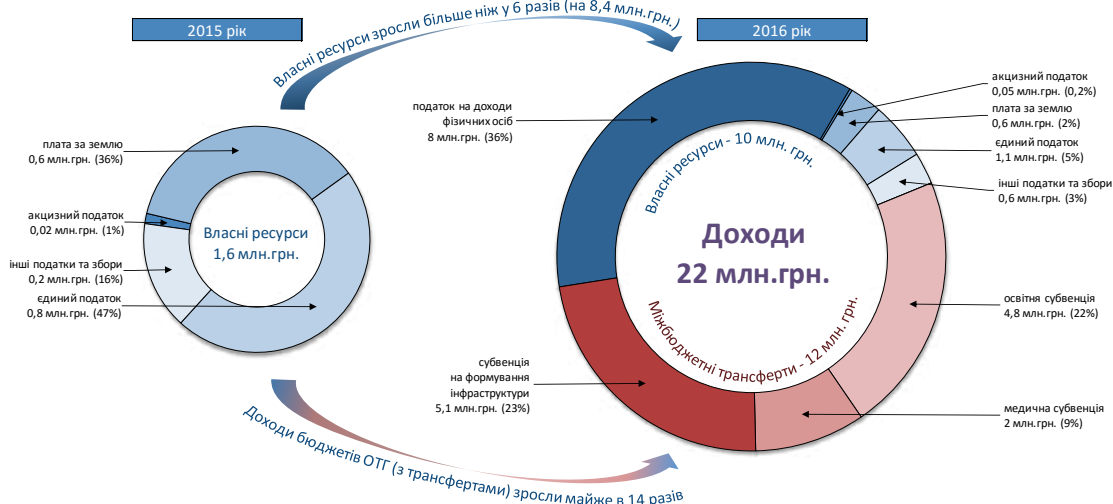 2015 рік
Власні ресурси зросли більше ніж у 6 разів (на 8,4 млн.грн.)
2016 рік
плата за землю
0,6 млн.грн. (36%)
акцизний податок
0,02 млн.грн. (1%)
інші податки та збори
0,2 млн.грн. (16%)
єдиний податок
0,8 млн.грн. (47%)
Власні ресурси
1,6 млн.грн.
податок на доходи
фізичних осіб
8 млн.грн. (36%)
акцизний податок
0,05 млн.грн. (0,2%)
плата за землю
0,6 млн.грн. (2%)
єдиний податок
1,1 млн.грн. (5%)
інші податки та збори
0,6 млн.грн. (3%)
Власні ресурси - 10 млн. грн.
Доходи
22 млн.грн.
Міжбюджетні трансферти - 12 млн. грн.
освітня субвенція
4,8 млн.грн. (22%)
субвенція
на формування
інфраструктури
5,1 млн.грн. (23%)
медична субвенція
2 млн.грн. (9%)
Доходи бюджетів ОТГ (з трансфертами) зросли майже в 14 разів